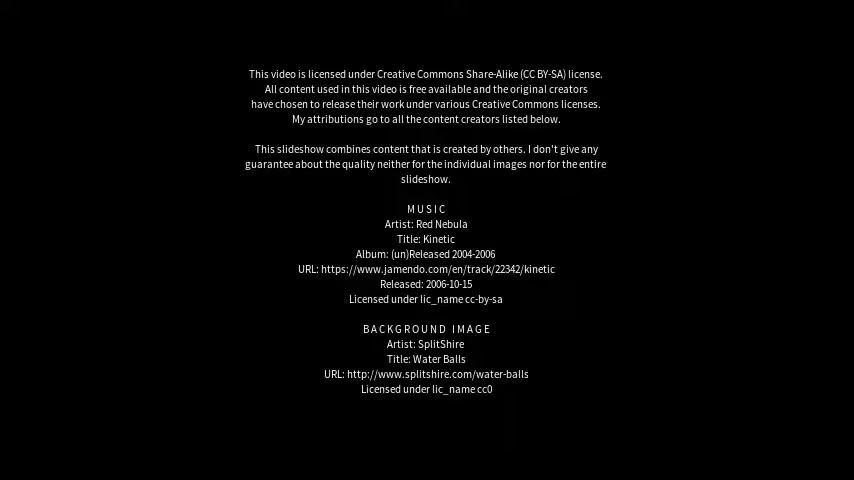 This video is licensed under Creative Commons Share-Alike (CC BY-SA) license.
All content used in this video is free available and the original creators
have chosen to release their work under various Creative Commons licenses.
My attributions go to all the content creators listed below.
This slideshow combines content that is created by others. I don't give any
guarantee about the quality neither for the individual images nor for the entire
slideshow.
MUSIC
Artist: Red Nebula
Title: Kinetic
Album: (un)Released 2004-2006
URL: https://www.jamendo.com/en/track/22342/kinetic
Released: 2006-10-15
Licensed under lic_name cc-by-sa
BACKGROUND IMAGE
Artist: SplitShire
Title: Water Balls
URL: http://www.splitshire.com/water-balls
Licensed under lic_name cc0